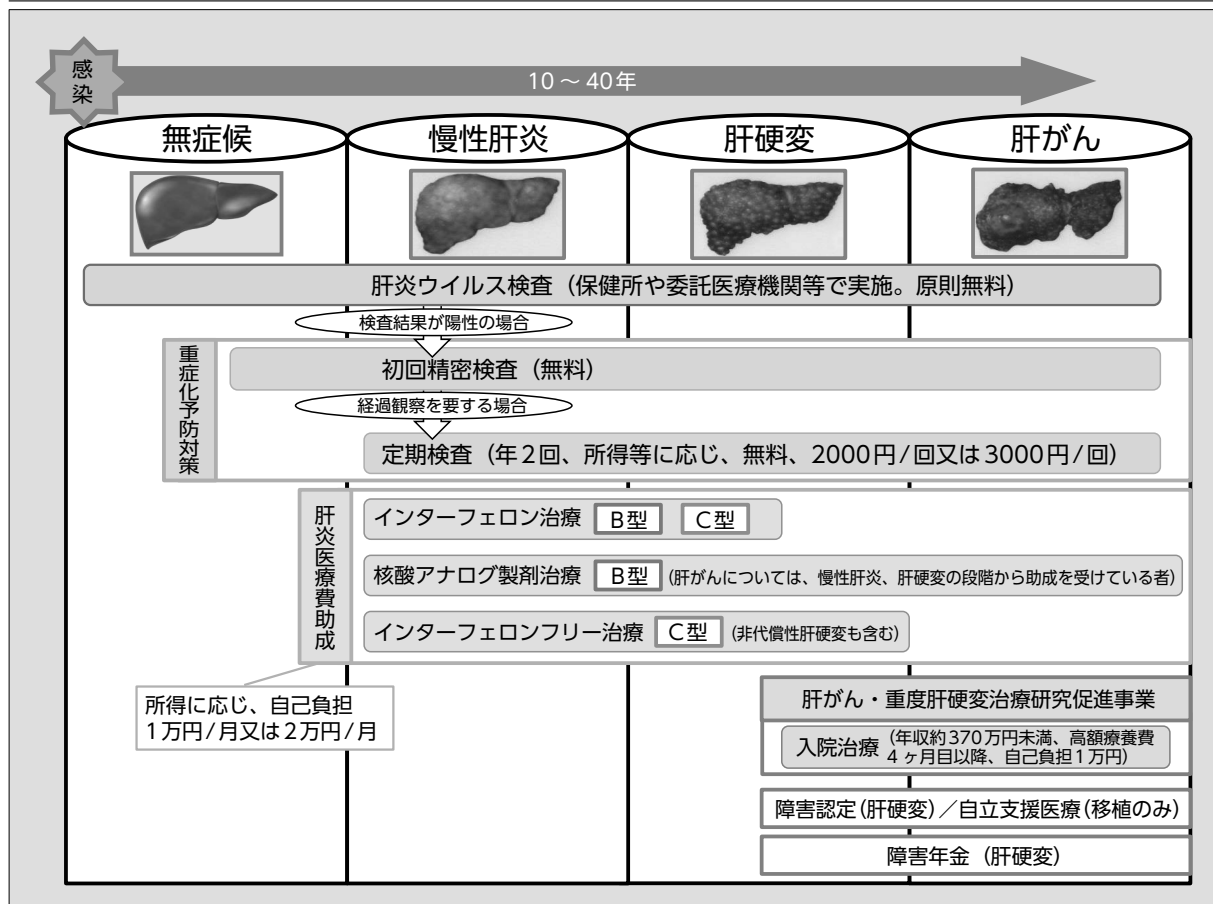 感染
10～40年
無症候
慢性肝炎
肝硬変
肝がん
肝炎ウイルス検査（保健所や委託医療機関等で実施。原則無料）
検査結果が陽性の場合
重症化予防対策
初回精密検査（無料）
経過観察を要する場合
定期検査（年２回、所得等に応じ、無料、2000円/回又は3000円/回）
肝炎医療費助成
インターフェロン治療 Ｂ型 Ｃ型
核酸アナログ製剤治療 Ｂ型 (肝がんについては、慢性肝炎、肝硬変の段階から助成を受けている者)
インターフェロンフリー治療 Ｃ型 (非代償性肝硬変も含む)
所得に応じ、自己負担
１万円/月又は２万円/月
肝がん・重度肝硬変治療研究促進事業
入院治療 (年収約370万円未満、高額療養費
４ヶ月目以降、自己負担１万円)
障害認定(肝硬変)／自立支援医療(移植のみ)
障害年金（肝硬変）